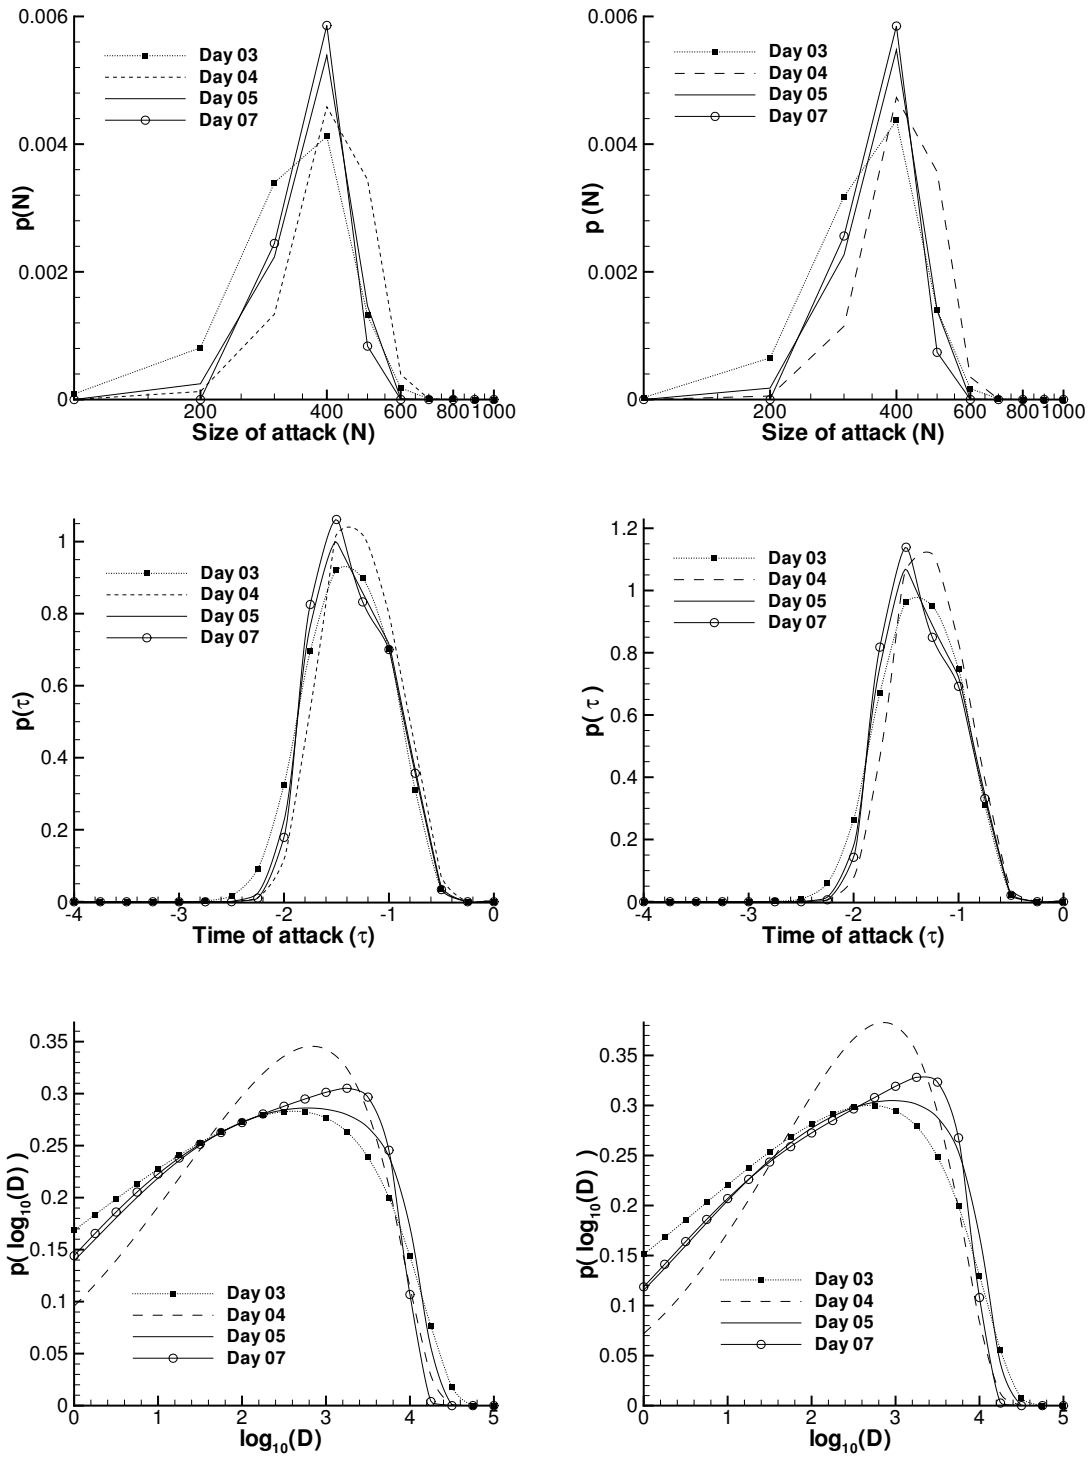 0.006
0.004
0.002
0
p(N)
Day 03
Day 04
Day 05
Day 07
200 400 600 800 1000
Size of attack (N)
0.006
0.004
0.002
0
p (N)
Day 03
Day 04
Day 05
Day 07
200 400 600 800 1000
Size of attack (N)
1
0.8
0.6
0.4
0.2
0
p(τ)
Day 03
Day 04
Day 05
Day 07
-4 -3 -2 -1 0
Time of attack (τ)
1.2
1
0.8
0.6
0.4
0.2
0
p( τ )
Day 03
Day 04
Day 05
Day 07
-4 -3 -2 -1 0
Time of attack (τ)
0.35
0.3
0.25
0.2
0.15
0.1
0.05
0
p( log₁₀(D) )
Day 03
Day 04
Day 05
Day 07
0 1 2 3 4 5
log₁₀(D)
0.35
0.3
0.25
0.2
0.15
0.1
0.05
0
p( log₁₀(D) )
Day 03
Day 04
Day 05
Day 07
0 1 2 3 4 5
log₁₀(D)